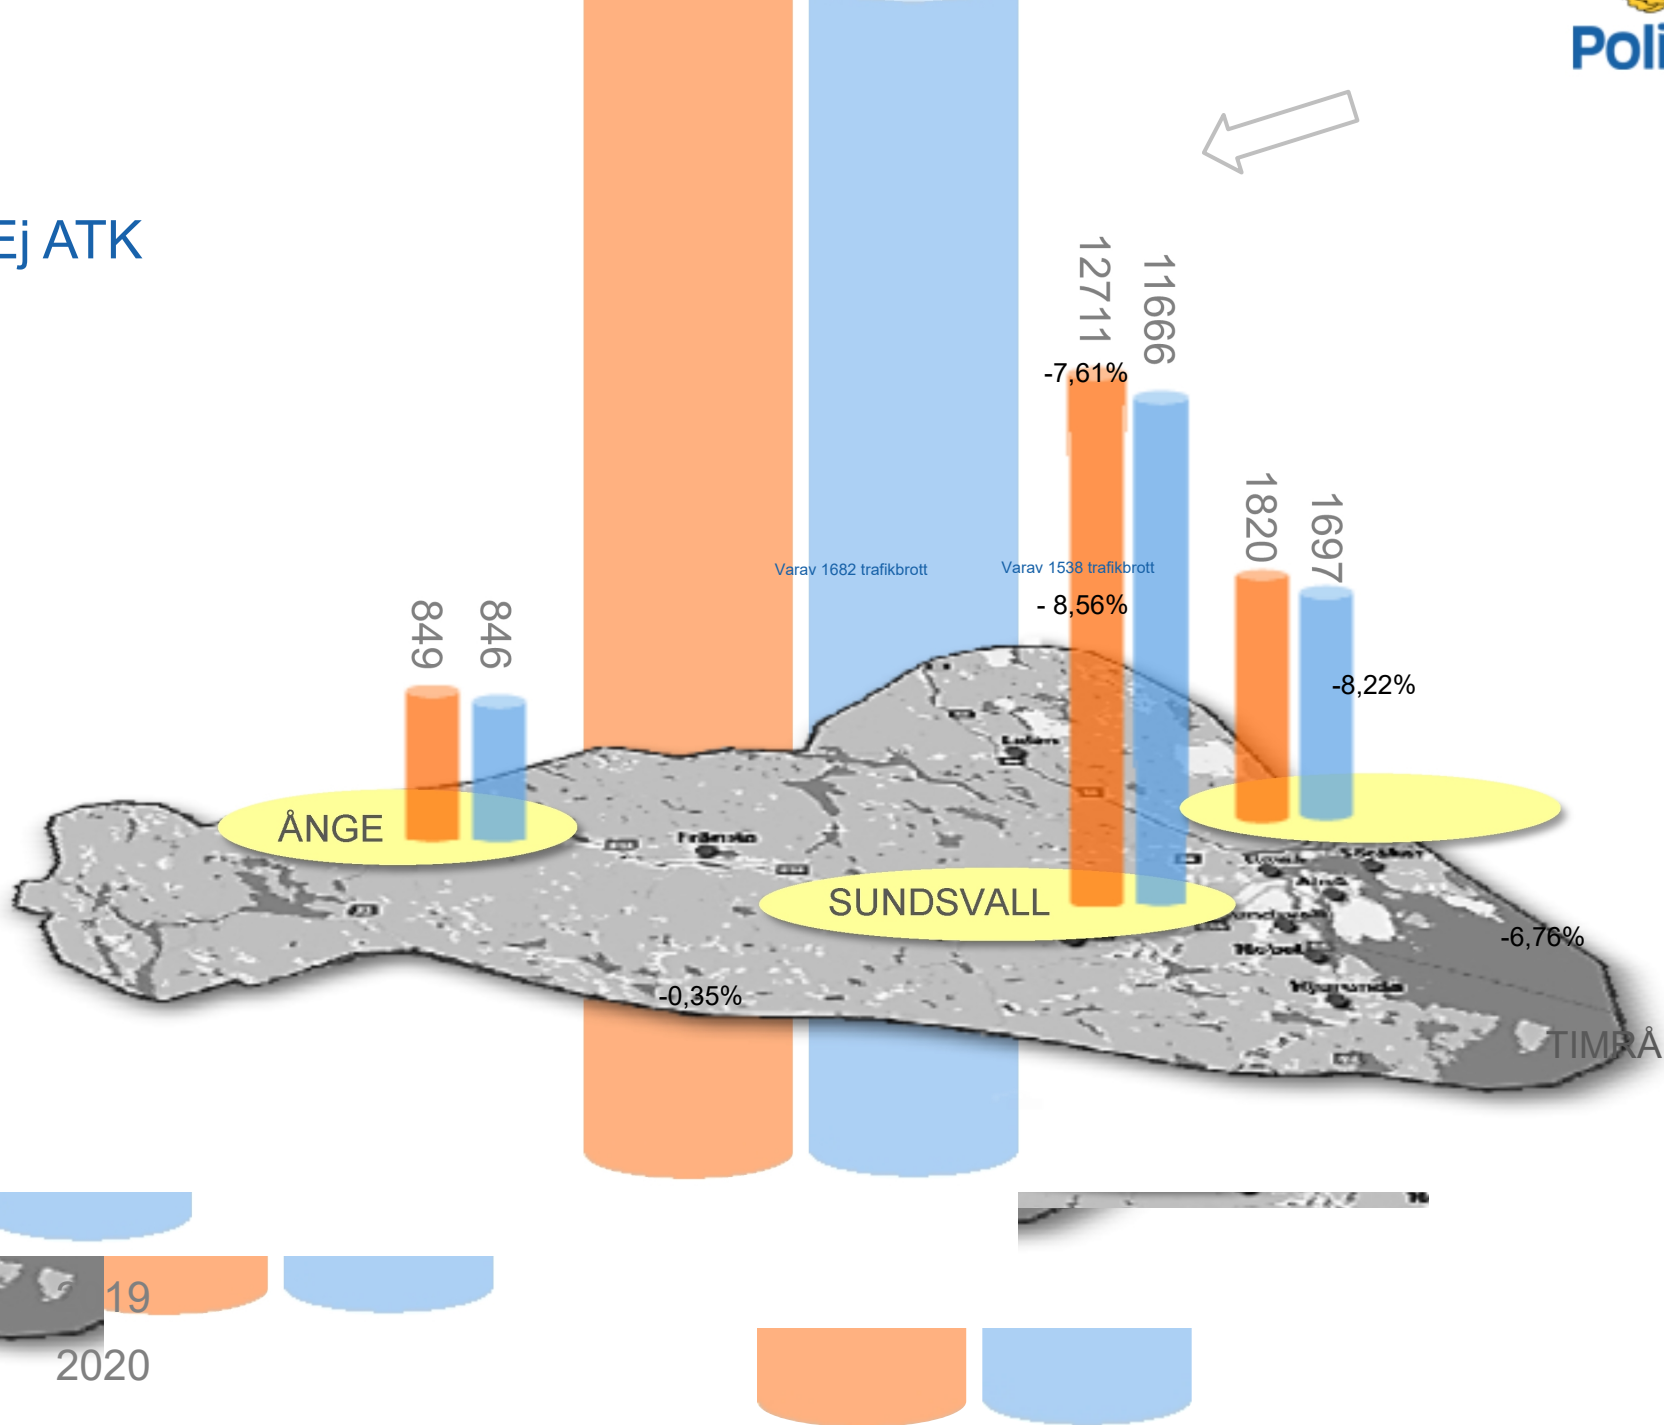 Poli
Ej ATK
12711
11666
-7,61%
1820
1697
Varav 1682 trafikbrott
Varav 1538 trafikbrott
- 8,56%
849
846
-8,22%
ÅNGE
SUNDSVALL
-6,76%
-0,35%
TIMRÅ
19
2020